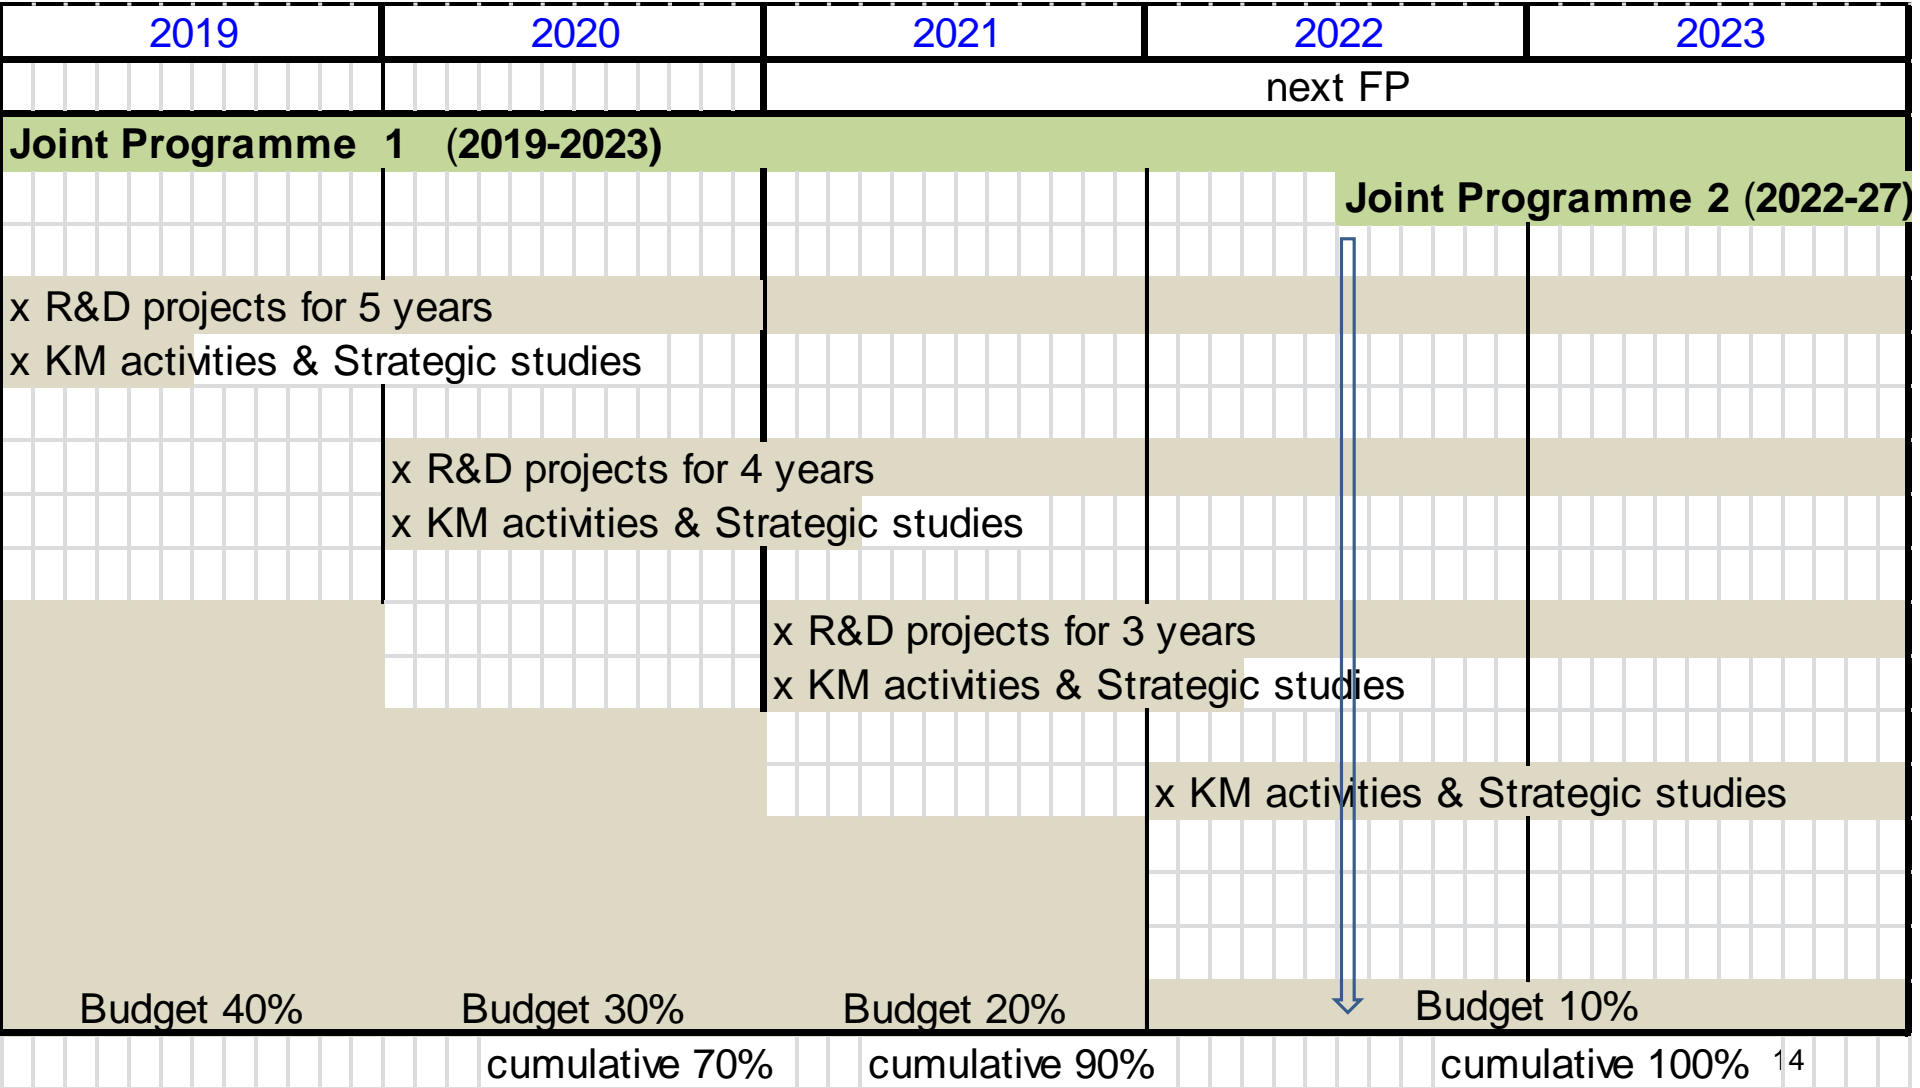 2019 2020 2021 2022 2023
next FP
Joint Programme 1 (2019-2023)
Joint Programme 2 (2022-27)
x R&D projects for 5 years
x KM activities & Strategic studies
x R&D projects for 4 years
x KM activities & Strategic studies
x R&D projects for 3 years
x KM activities & Strategic studies
x KM activities & Strategic studies
Budget 40% Budget 30% Budget 20% Budget 10%
cumulative 70% cumulative 90% cumulative 100% 14